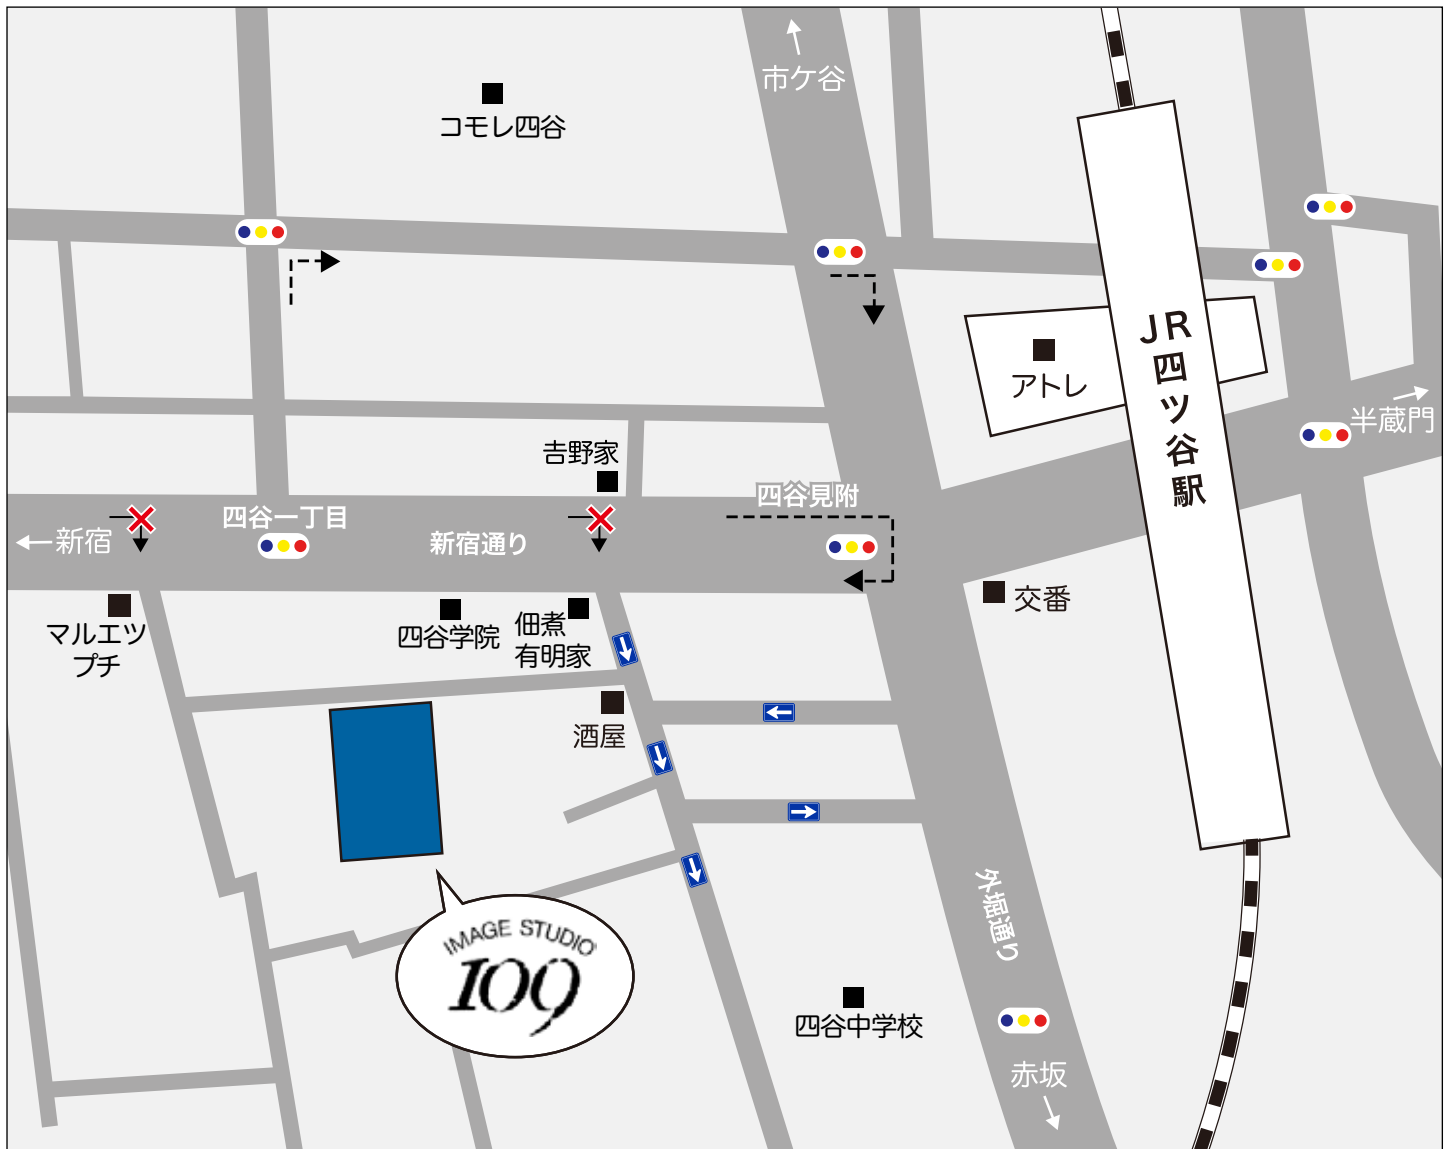 市ケ谷
コモレ四谷
JR四ツ谷駅
アトレ
半蔵門
𠮷野家
四谷見附
四谷一丁目
新宿
新宿通り
交番
マルエツ
プチ
四谷学院
佃煮
有明家
酒屋
外堀通り
IMAGE STUDIO
109
四谷中学校
赤坂